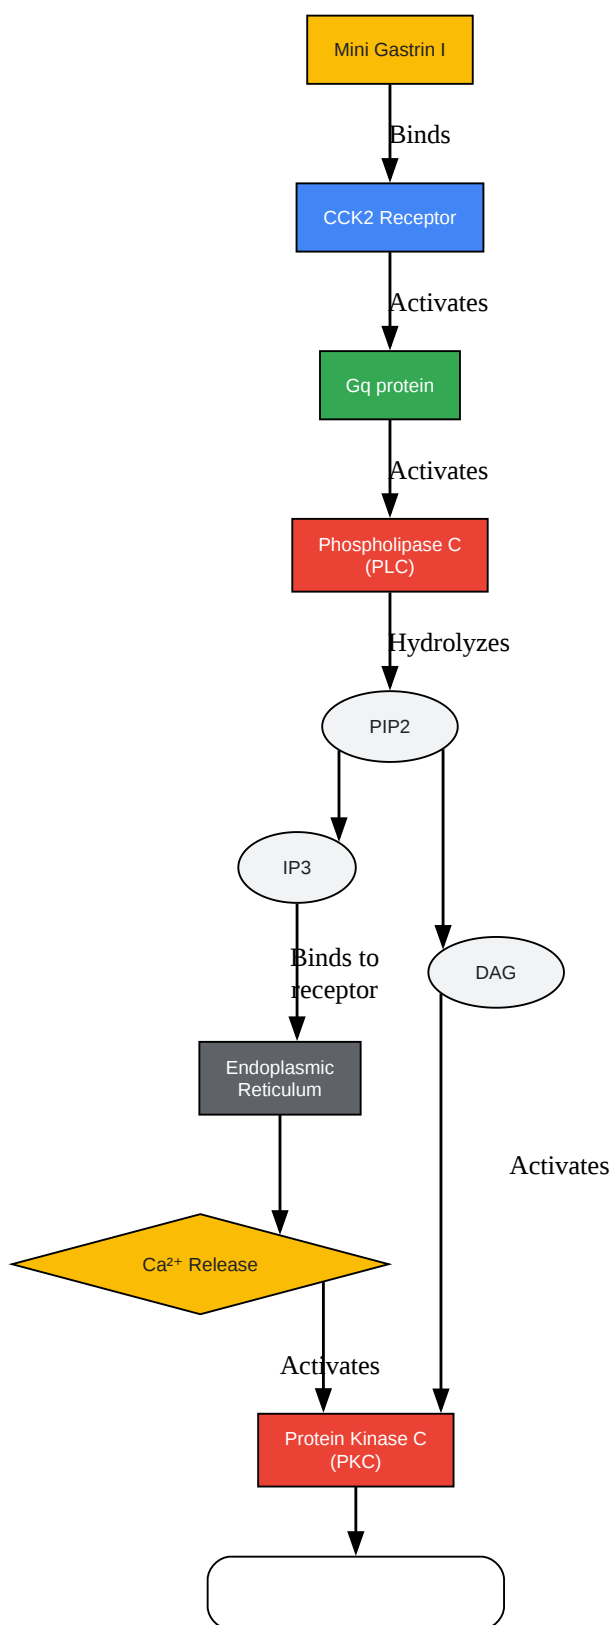 Mini Gastrin I
Binds
CCK2 Receptor
Activates
Gq protein
Activates
Phospholipase C
(PLC)
Hydrolyzes
PIP2
IP3
Binds to
receptor
DAG
Endoplasmic
Reticulum
Activates
Ca²⁺ Release
Activates
Protein Kinase C
(PKC)